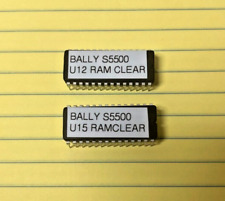 BALLY S5500
U12 RAM CLEAR
BALLY S5500
U15 RAMCLEAR